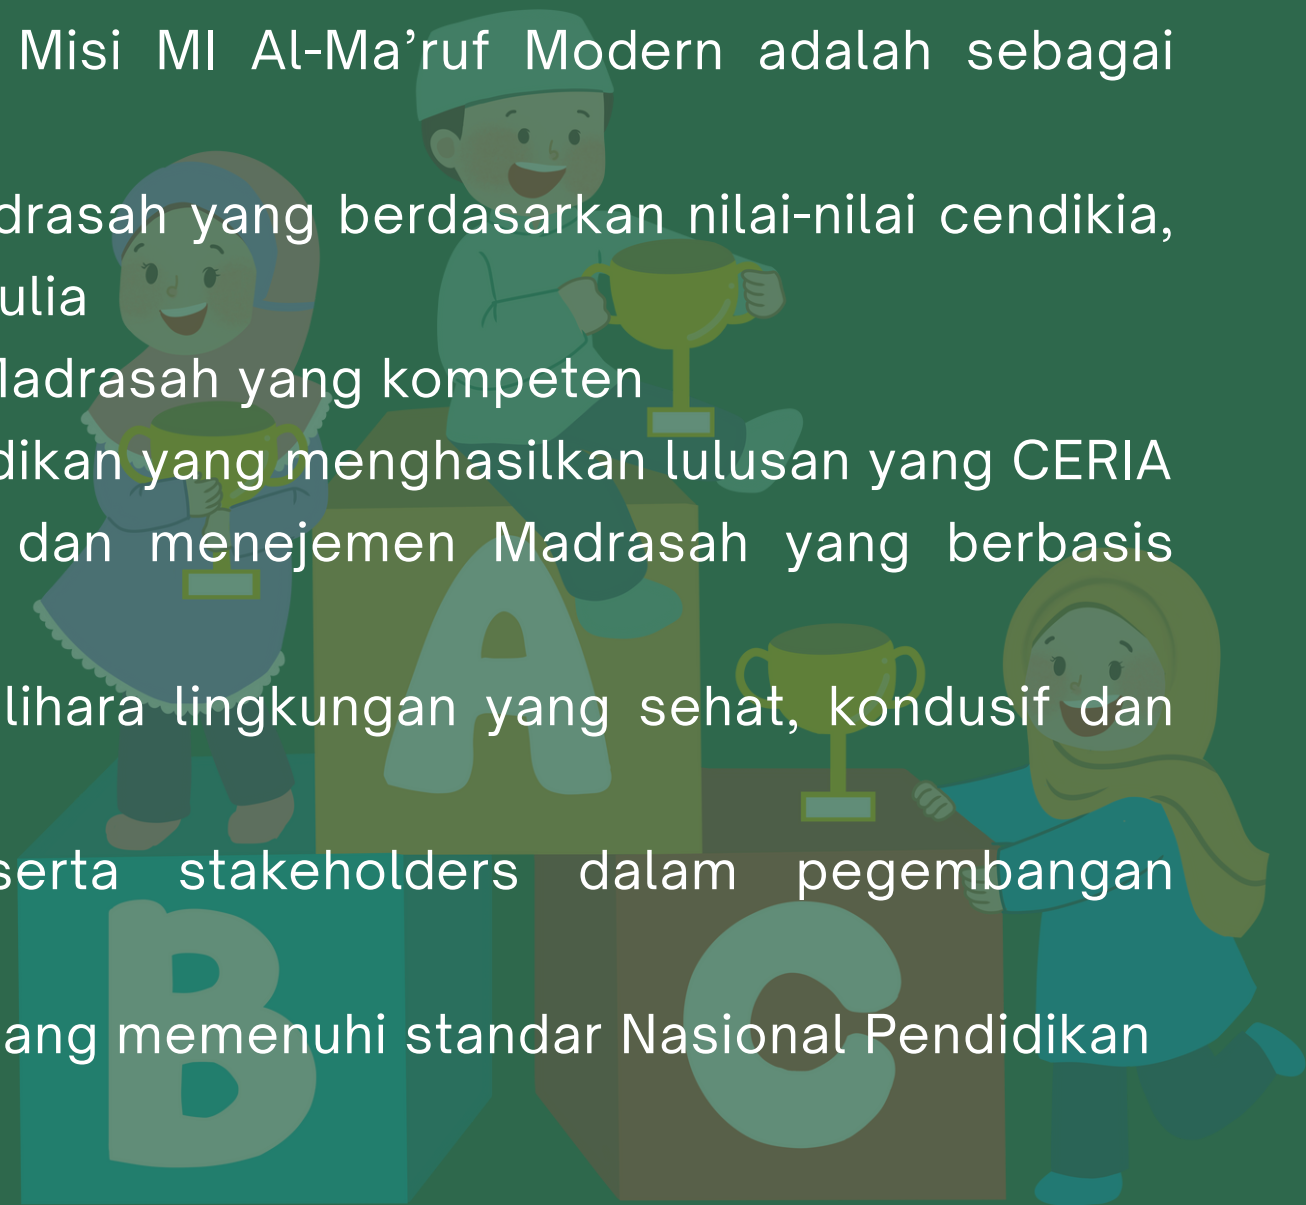 Misi MI Al-Ma’ruf Modern adalah sebagai
drasah yang berdasarkan nilai-nilai cendikia,
ulia
Madrasah yang kompeten
dikan yang menghasilkan lulusan yang CERIA
dan menejemen Madrasah yang berbasis
lihara lingkungan yang sehat, kondusif dan
serta stakeholders dalam pegembangan
ang memenuhi standar Nasional Pendidikan
A
B
C